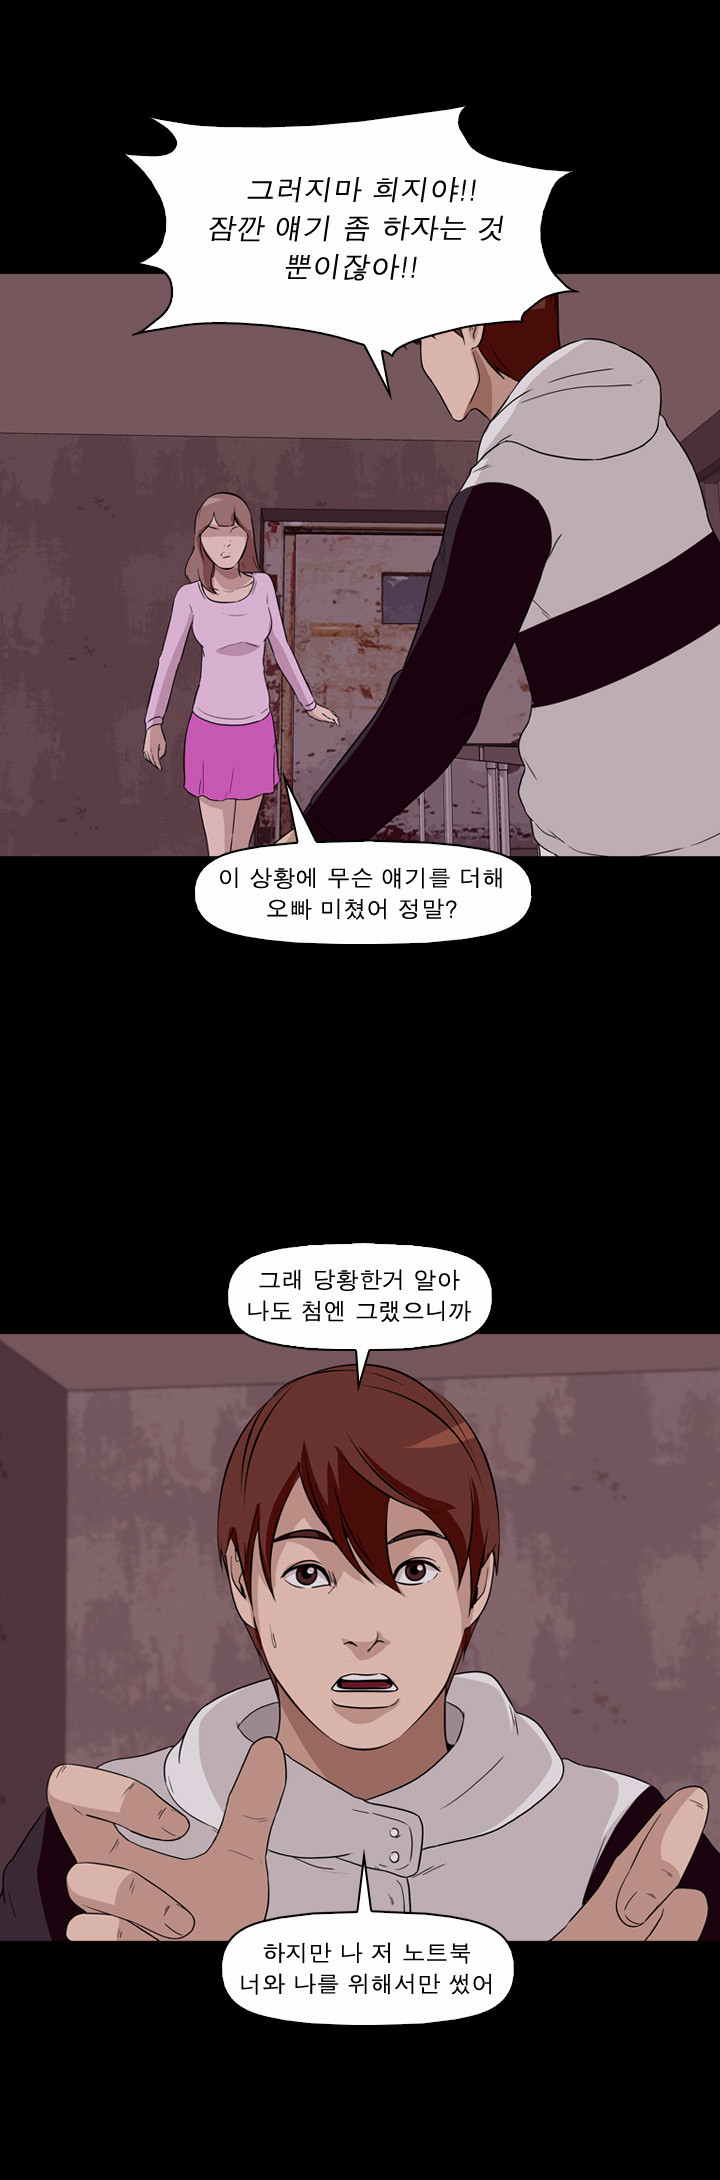 그러지마 희지야!!
잠깐 얘기 좀 하자는 것
뿐이잖아!!
이 상황에 무슨 얘기를 더해
오빠 미쳤어 정말?
그래 당황한거 알아
나도 첨엔 그랬으니까
하지만 나 저 노트북
너와 나를 위해서만 썼어